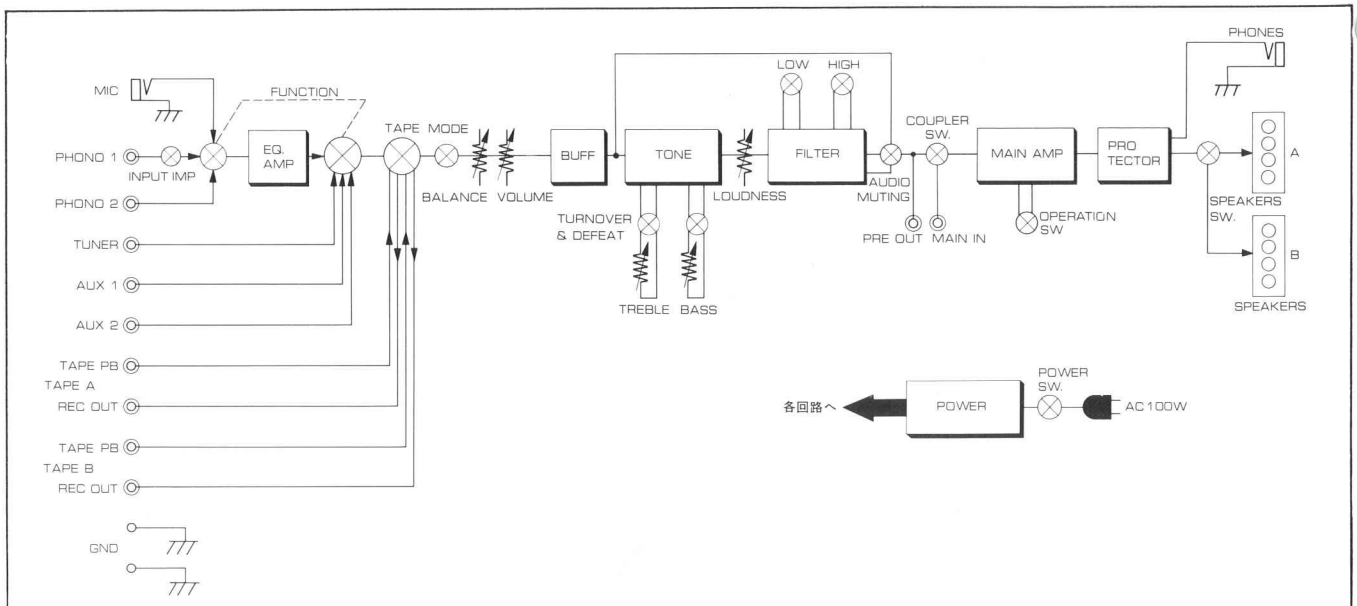 PHONES
LOW HIGH
MIC
FUNCTION
COUPLER
SW.
TAPE MODE
PHONO 1
EQ.
AMP
BUFF
TONE
FILTER
MAIN AMP
PRO
TECTOR
A
INPUT IMP
BALANCE VOLUME
LOUDNESS
AUDIO
MUTING
SPEAKERS
SW.
PHONO 2
TURNOVER
& DEFEAT
OPERATION
SW
PRE OUT MAIN IN
TUNER
B
AUX 1
TREBLE BASS
SPEAKERS
AUX 2
TAPE PB
TAPE A
REC OUT
POWER
SW.
各回路へ
POWER
AC 100W
TAPE PB
TAPE B
REC OUT
GND